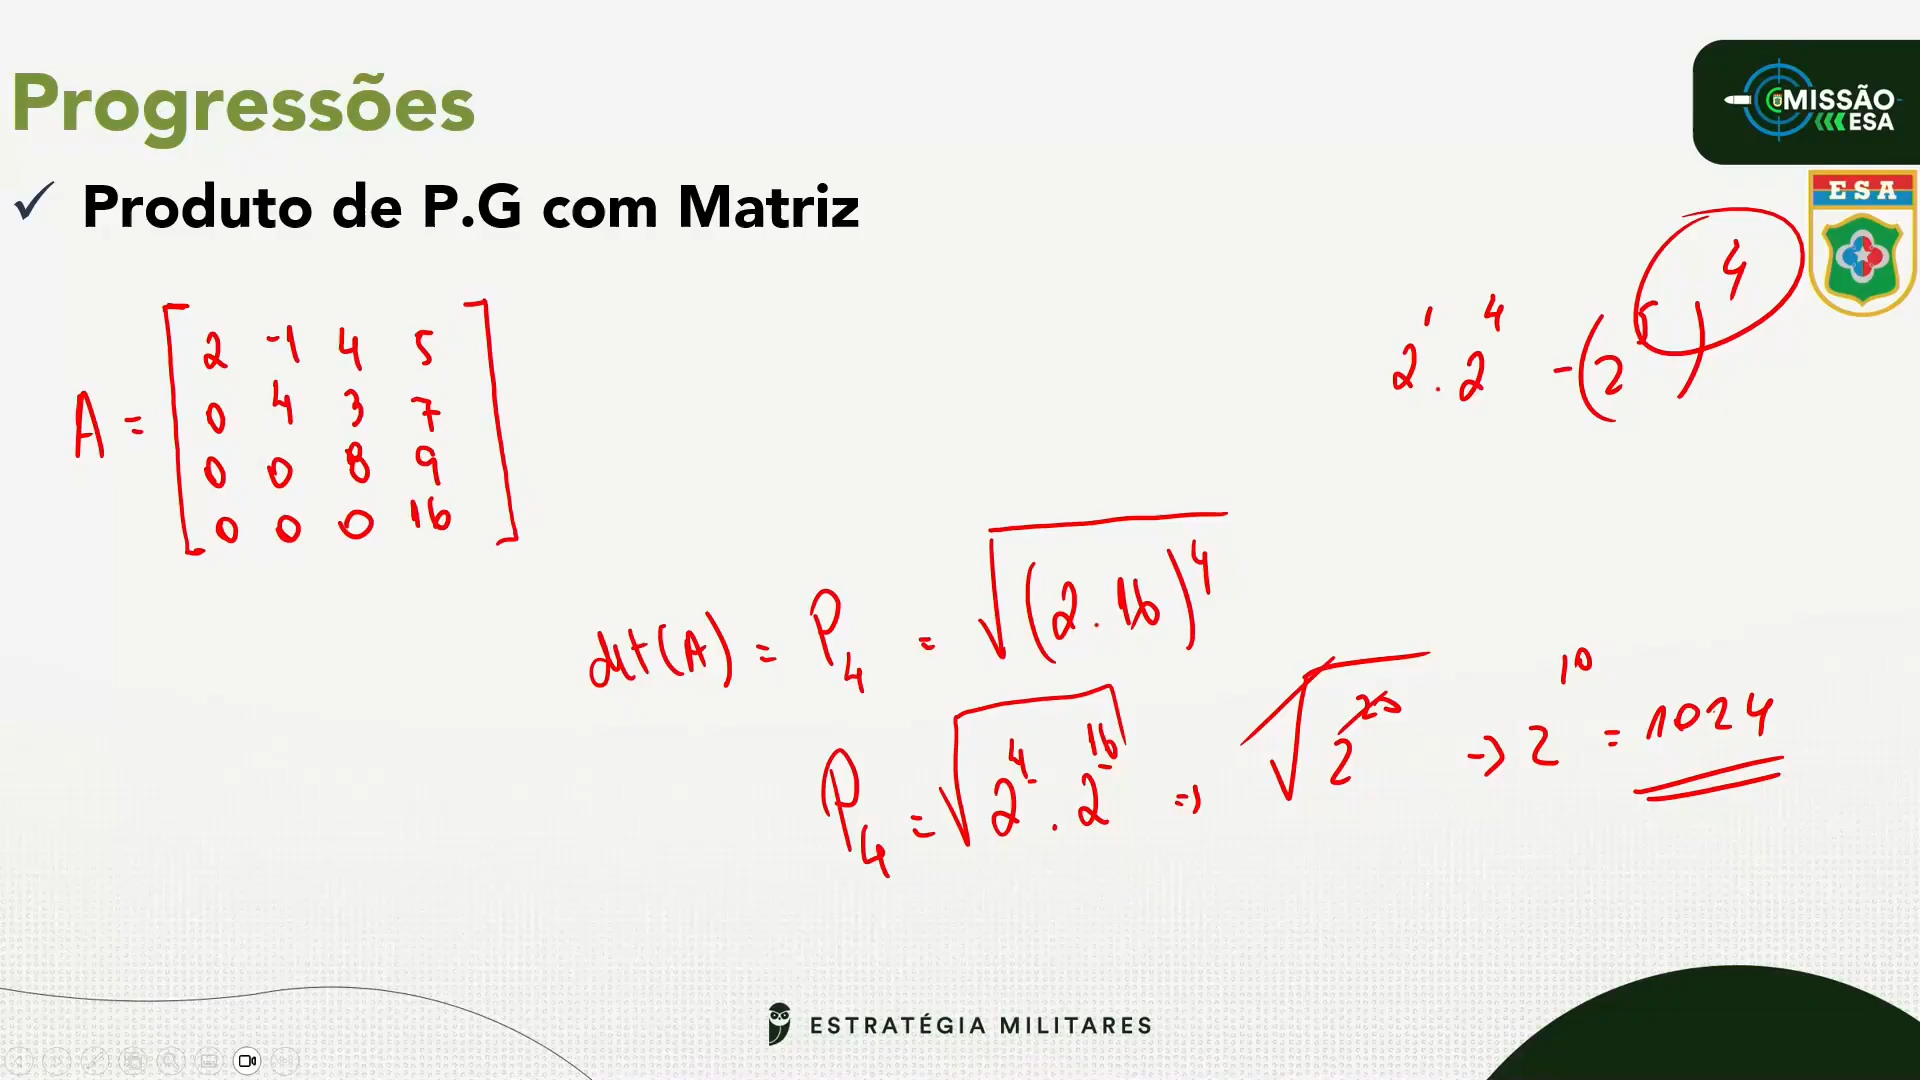 Progressões
MISSÃO
ESA
✓ Produto de P.G com Matriz
ESA
2¹ . 2⁴ - (2⁵)⁴
A = [ 2 -1 4 5
0 4 3 7
0 0 8 9
0 0 0 16 ]
det(A) = P₄ = √(2.16)⁴
P₄ = √2⁴ . 2¹⁶ => √2²⁰ → 2¹⁰ = 1024
ESTRATÉGIA MILITARES